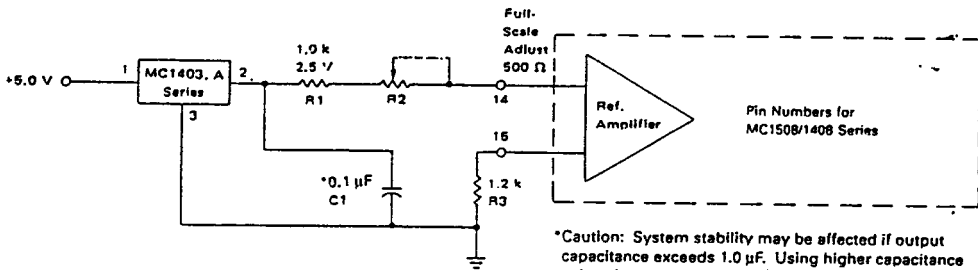 Full-
Scale
Adjust
500 Ω
1.0 k
2.5 V
+5.0 V
1
MC1403, A
Series
2
3
R1
R2
14
Ref.
Amplifier
Pin Numbers for
MC1508/1408 Series
15
*0.1 μF
C1
1.2 k
R3
*Caution: System stability may be affected if output
capacitance exceeds 1.0 μF. Using higher capacitance